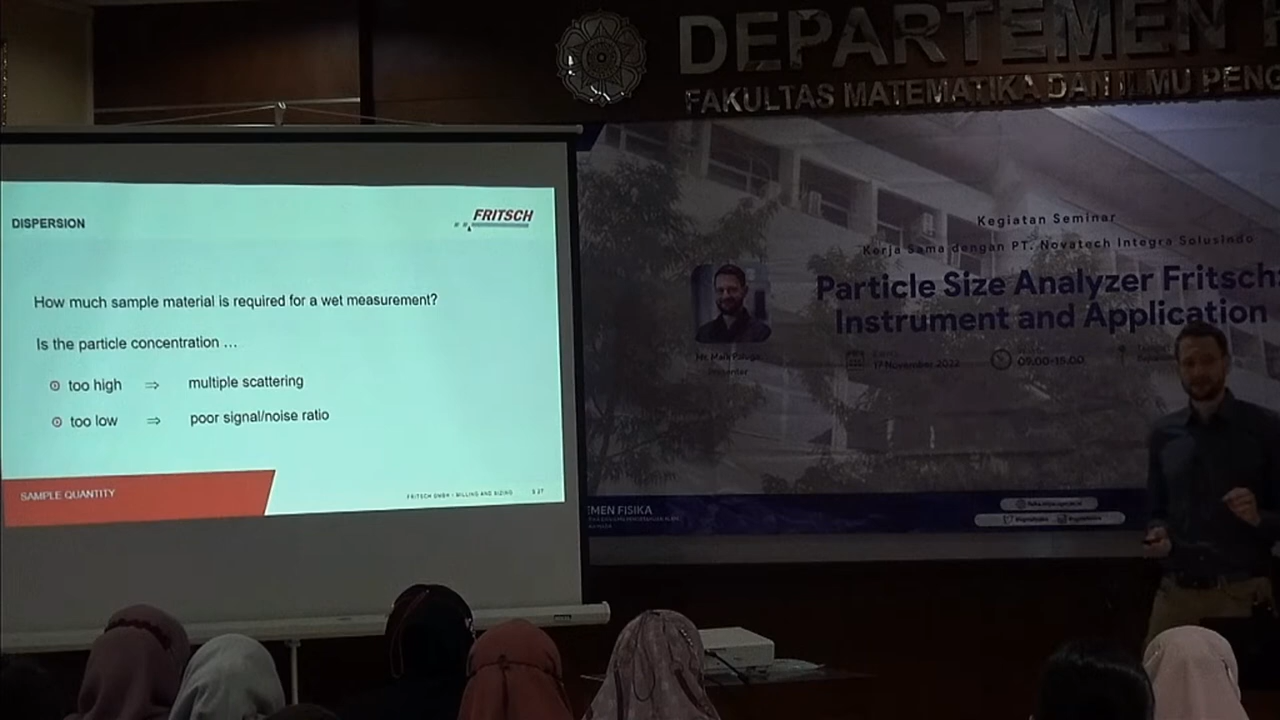 DEPARTEMEN
FAKULTAS MATEMATIKA DAN ILMU PENG
DISPERSION
FRITSCH
How much sample material is required for a wet measurement?
Is the particle concentration ...
too high ⇒ multiple scattering
too low ⇒ poor signal/noise ratio
SAMPLE QUANTITY
FRITSCH GMBH - MILLING AND SIZING
Kegiatan Seminar
Kerja Sama dengan PT. Novatech Integra Solusindo
Particle Size Analyzer Fritsch:
Instrument and Application
17 November 2022
09.00-15.00
EMEN FISIKA